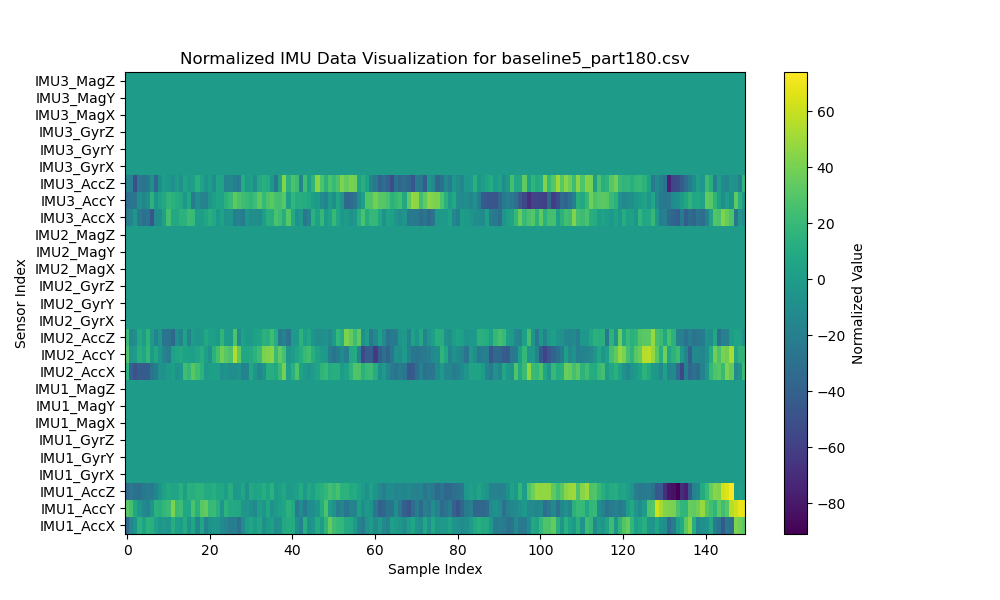 Normalized IMU Data Visualization for baseline5_part180.csv
IMU3_MagZ
IMU3_MagY
IMU3_MagX
IMU3_GyrZ
IMU3_GyrY
IMU3_GyrX
IMU3_AccZ
IMU3_AccY
IMU3_AccX
IMU2_MagZ
IMU2_MagY
IMU2_MagX
IMU2_GyrZ
IMU2_GyrY
IMU2_GyrX
IMU2_AccZ
IMU2_AccY
IMU2_AccX
IMU1_MagZ
IMU1_MagY
IMU1_MagX
IMU1_GyrZ
IMU1_GyrY
IMU1_GyrX
IMU1_AccZ
IMU1_AccY
IMU1_AccX
Sensor Index
0 20 40 60 80 100 120 140
Sample Index
60
40
20
0
−20
−40
−60
−80
Normalized Value